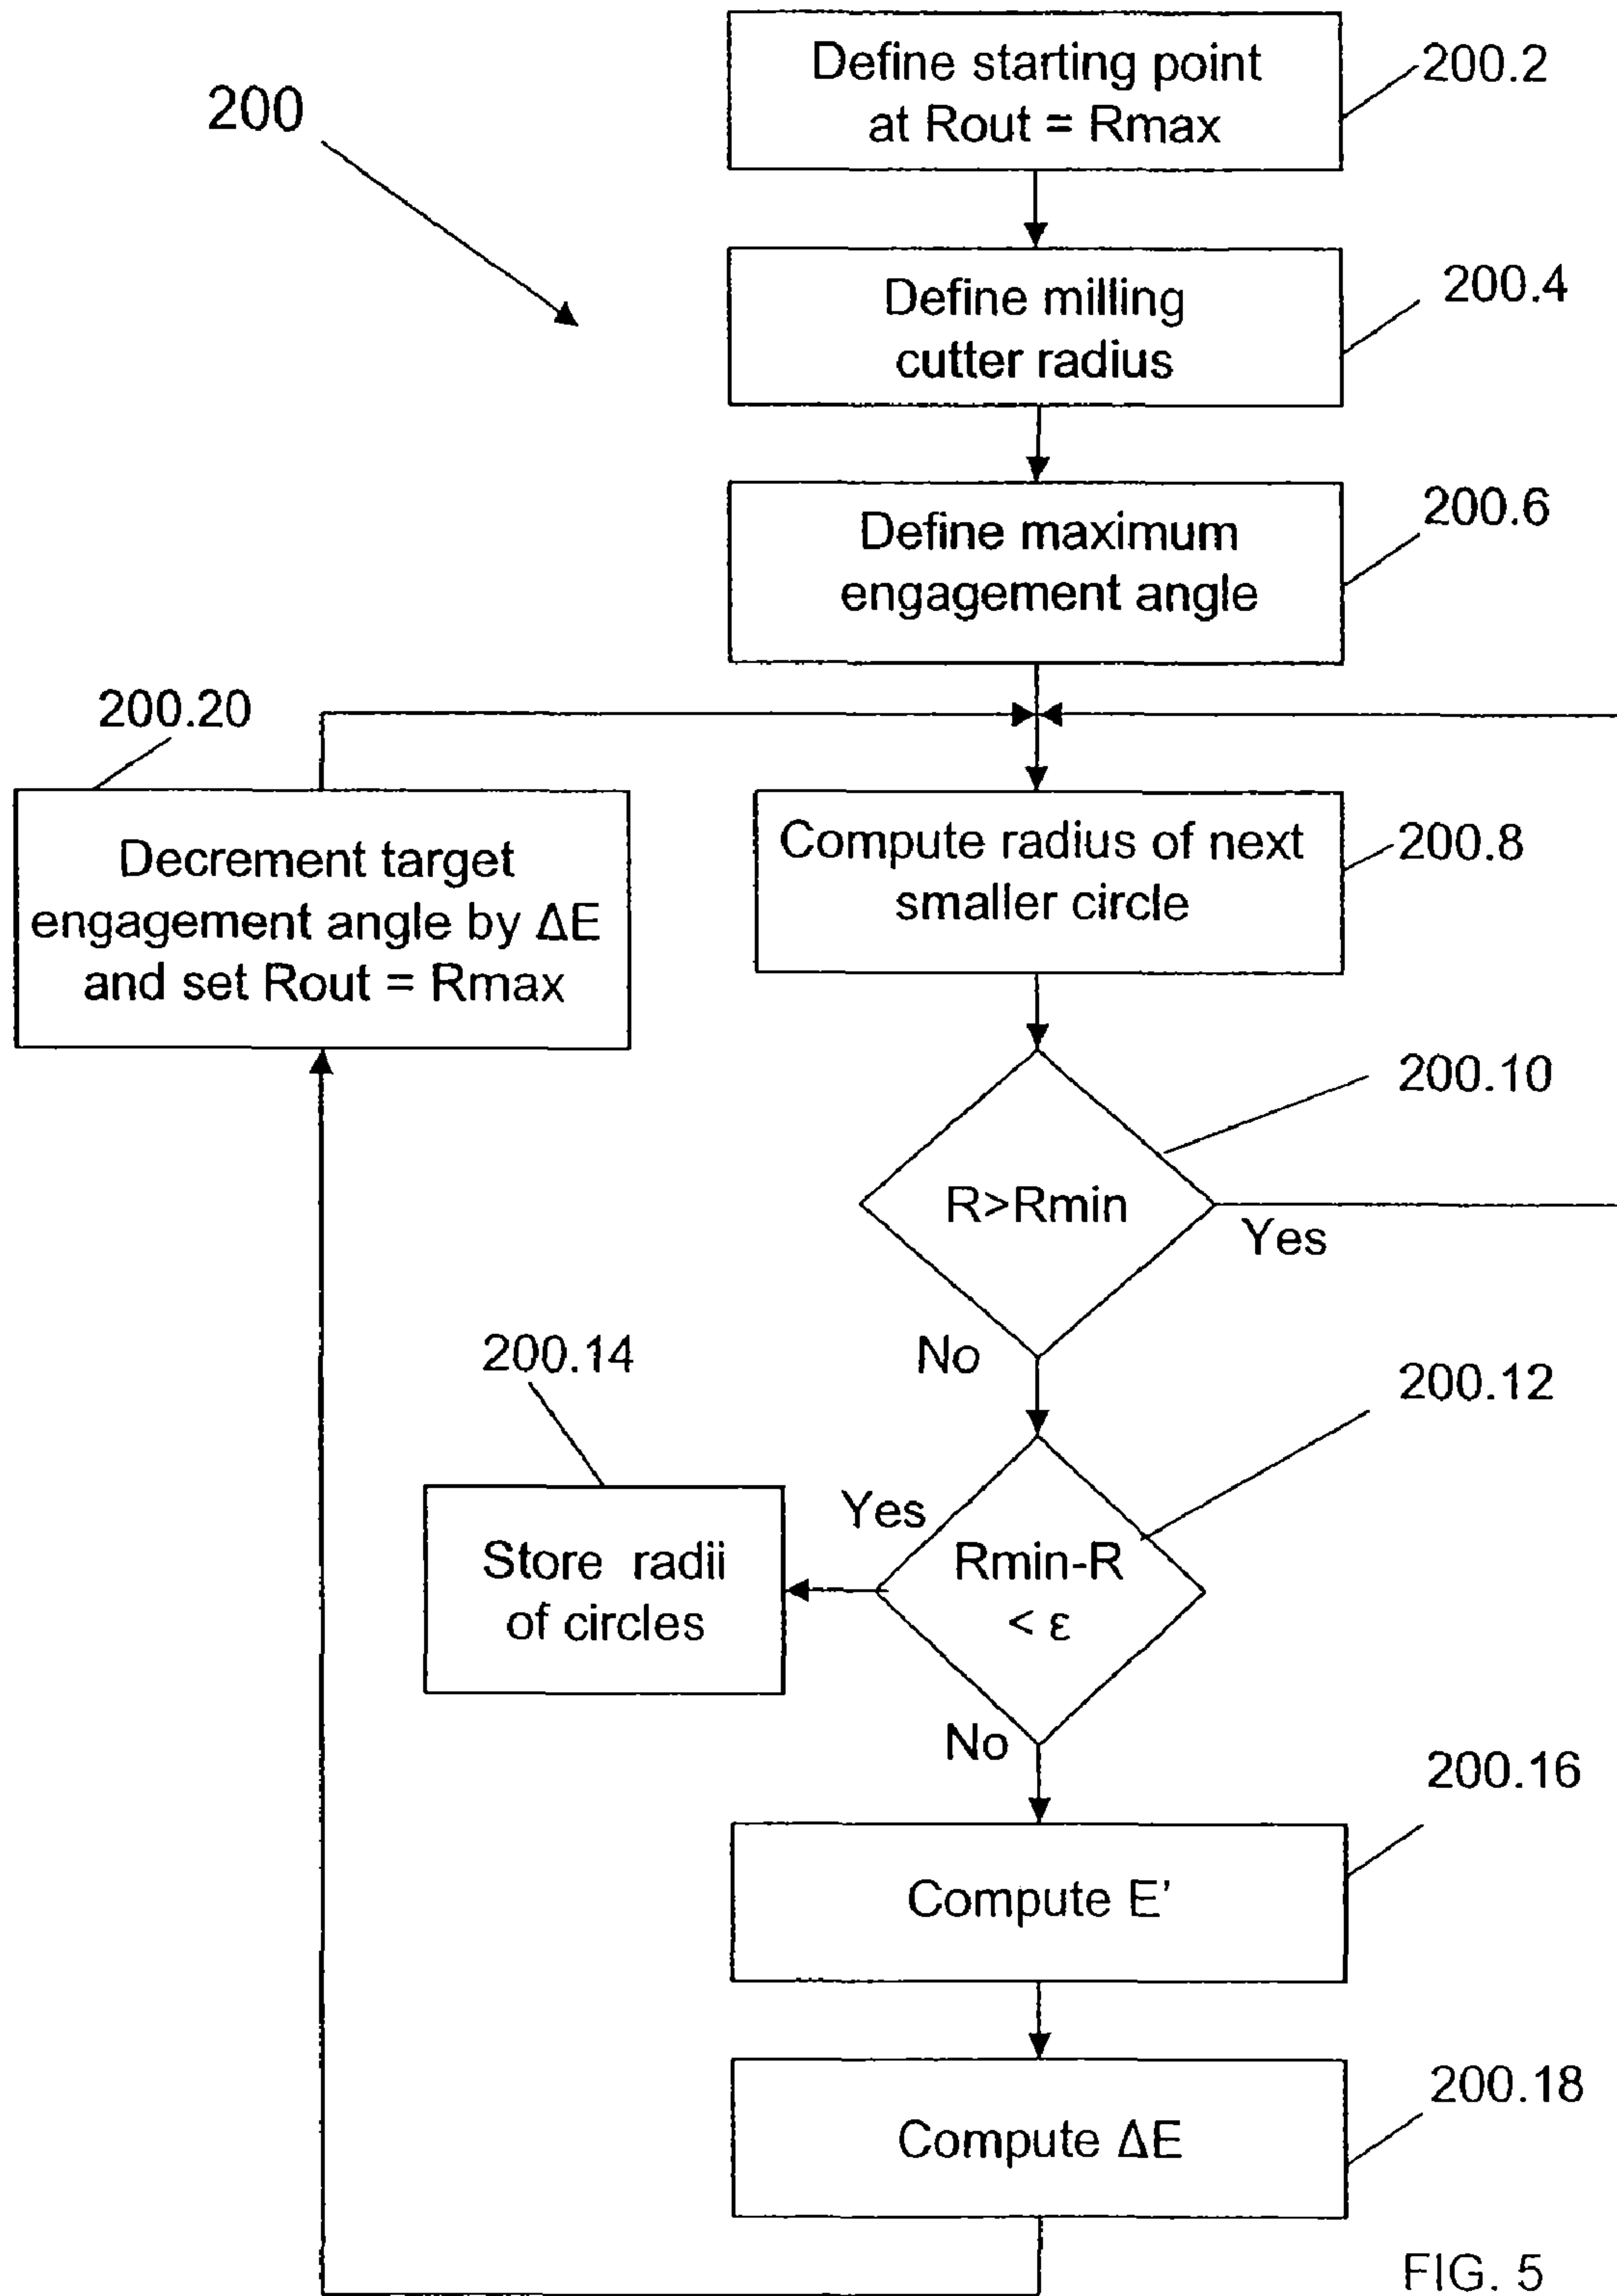 Define starting point
at Rout = Rmax
200.2
200
Define milling
cutter radius
200.4
Define maximum
engagement angle
200.6
200.20
Decrement target
engagement angle by ΔE
and set Rout = Rmax
Compute radius of next
smaller circle
200.8
200.10
R>Rmin
Yes
No
200.14
200.12
Yes
Store radii
of circles
Rmin-R
< ε
No
200.16
Compute E’
200.18
Compute ΔE
FIG. 5